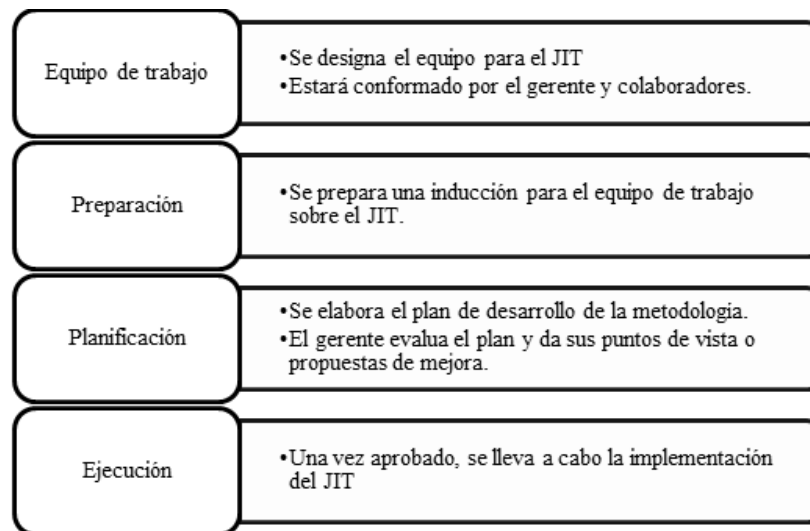 Equipo de trabajo
•Se designa el equipo para el JIT
•Estará conformado por el gerente y colaboradores.
Preparación
•Se prepara una inducción para el equipo de trabajo
sobre el JIT.
Planificación
•Se elabora el plan de desarrollo de la metodología.
•El gerente evalua el plan y da sus puntos de vista o
propuestas de mejora.
Ejecución
•Una vez aprobado, se lleva a cabo la implementación
del JIT